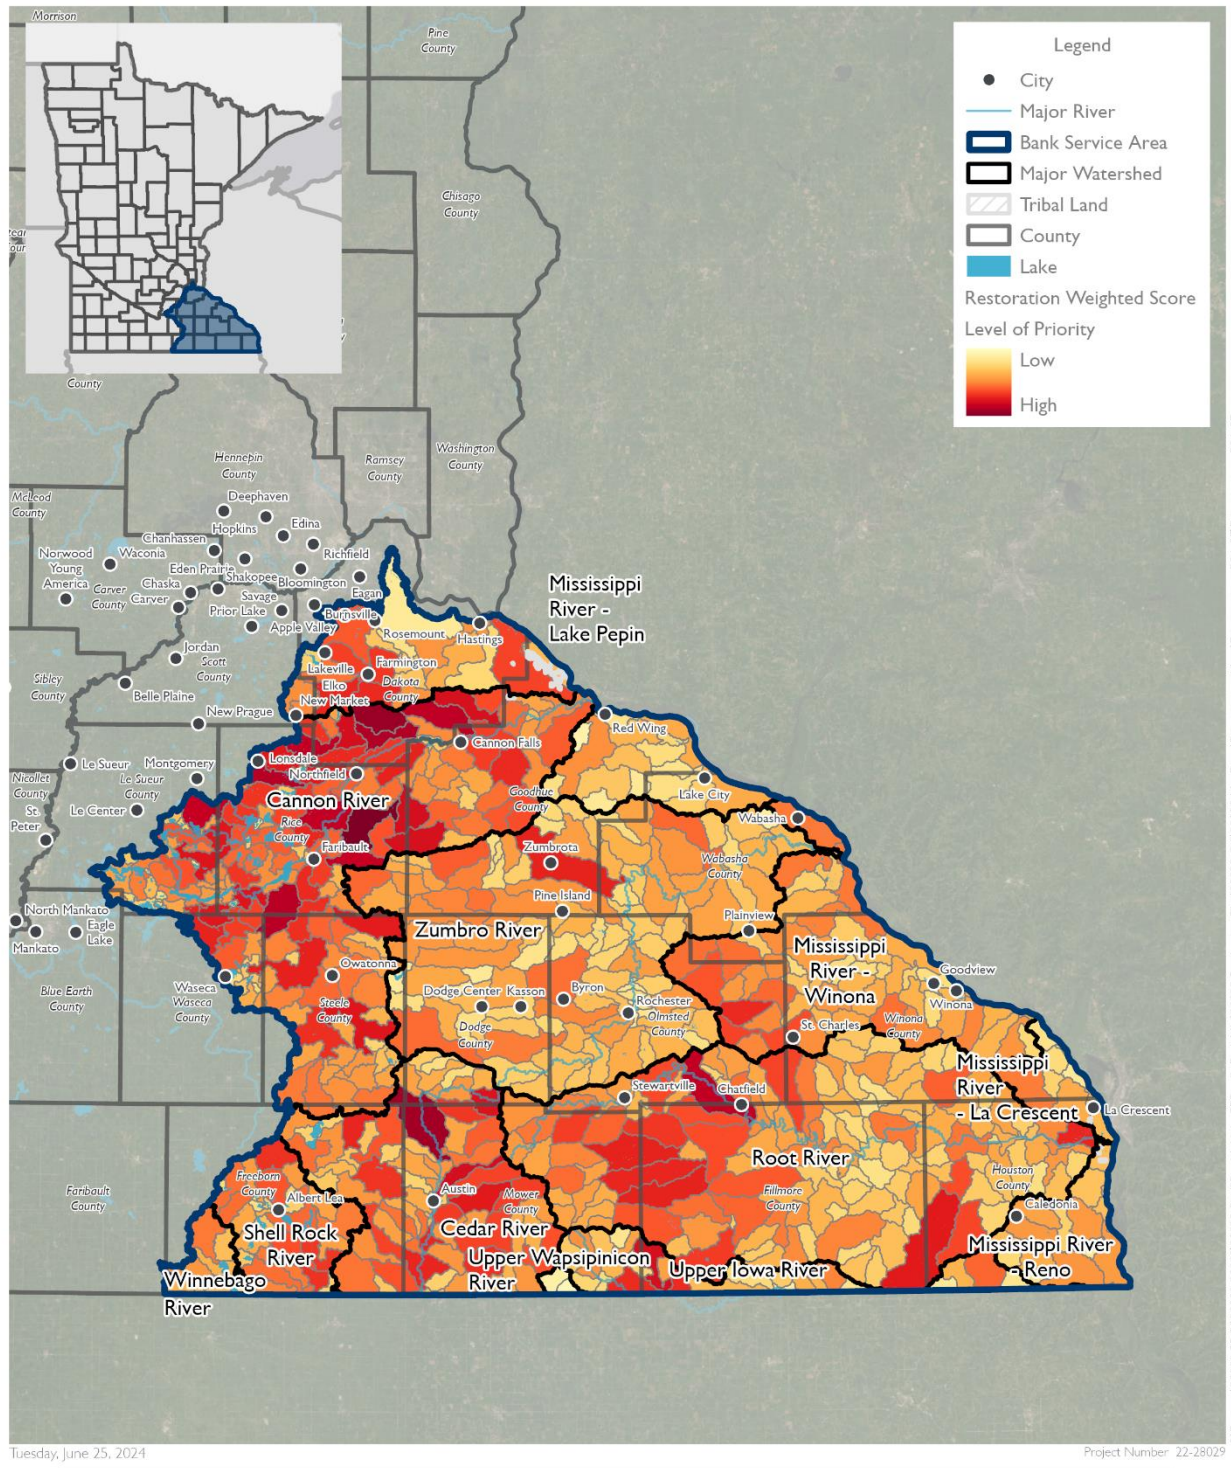 Morrison
Pine
County
Legend
City
Major River
Bank Service Area
Major Watershed
Tribal Land
County
Lake
Restoration Weighted Score
Level of Priority
Low
High
Chisago
County
County
Hennepin
County
Ramsey
County
Washington
County
McLeod
County
Deephaven
Hopkins
Edina
Chanhassen
Richfield
Norwood
Young
America
Waconia
Eden Prairie
Shakopee
Bloomington
Chaska
Carver
County
Carver
Savage
Eagan
Prior Lake
Burnsville
Apple Valley
Rosemount
Hastings
Mississippi
River -
Lake Pepin
Jordan
Scott
County
Lakeville
Farmington
Sibley
County
Belle Plaine
Elko
New Market
Dakota
County
New Prague
Red Wing
Cannon Falls
Le Sueur
Montgomery
Lonsdale
Nicollet
County
Le Sueur
County
Northfield
Lake City
St.
Peter
Le Center
Cannon River
Goodhue
County
Rice
County
Wabasha
Faribault
Zumbrota
Wabasha
County
Pine Island
North Mankato
Eagle
Lake
Mankato
Zumbro River
Plainview
Mississippi
River -
Winona
Owatonna
Goodview
Blue Earth
County
Waseca
Waseca
County
Steele
County
Dodge Center
Kasson
Byron
Rochester
Olmsted
County
Winona
Dodge
County
St. Charles
Winona
County
Mississippi
River
- La Crescent
Stewartville
Chatfield
La Crescent
Root River
Faribault
County
Freeborn
County
Albert Lea
Austin
Mower
County
Fillmore
County
Houston
County
Caledonia
Shell Rock
River
Cedar River
Mississippi River
- Reno
Upper Wapsipinicon
River
Upper Iowa River
Winnebago
River
Tuesday, June 25, 2024
Project Number 22-28029